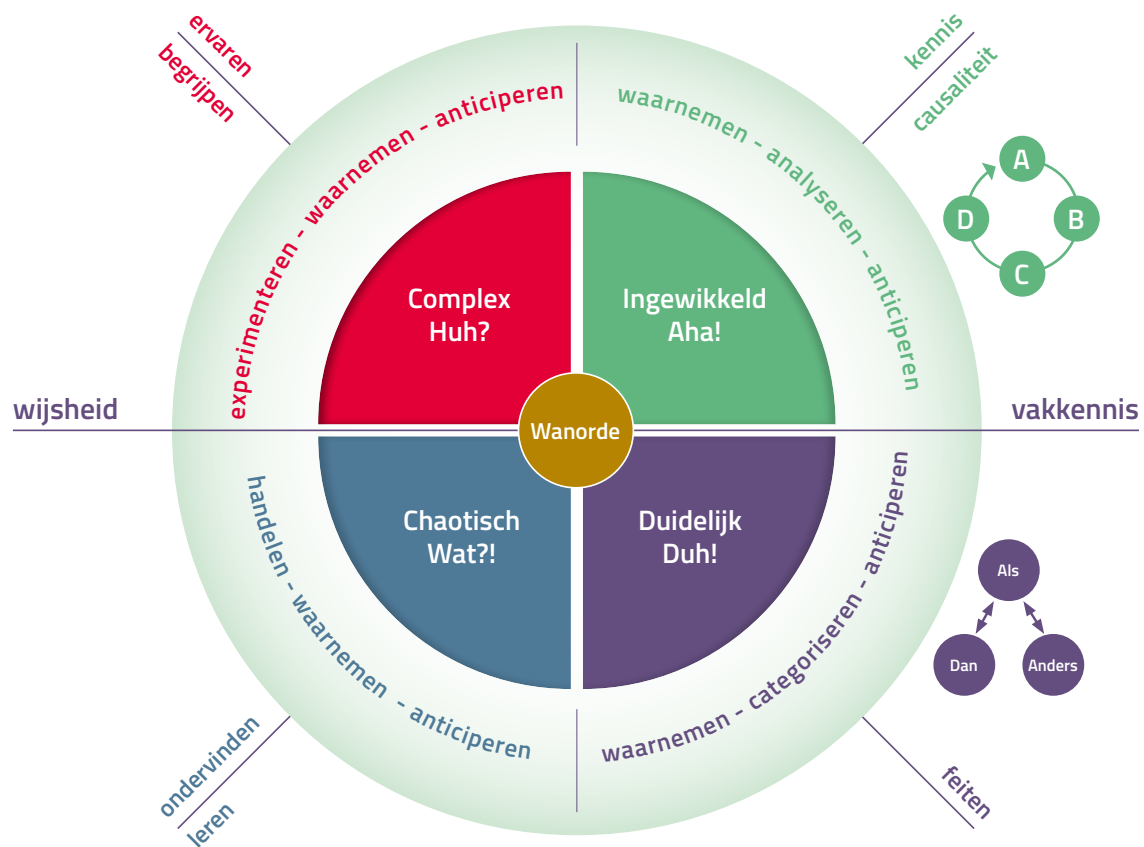 ervaren
begrijpen
kennis
causaliteit
experimenteren - waarnemen - anticiperen
waarnemen - analyseren - anticiperen
A
B
C
D
Complex
Huh?
Ingewikkeld
Aha!
wijsheid
vakkennis
Wanorde
Chaotisch
Wat?!
Duidelijk
Duh!
handelen - waarnemen - anticiperen
waarnemen - categoriseren - anticiperen
Als
Dan
Anders
ondervinden
leren
feiten